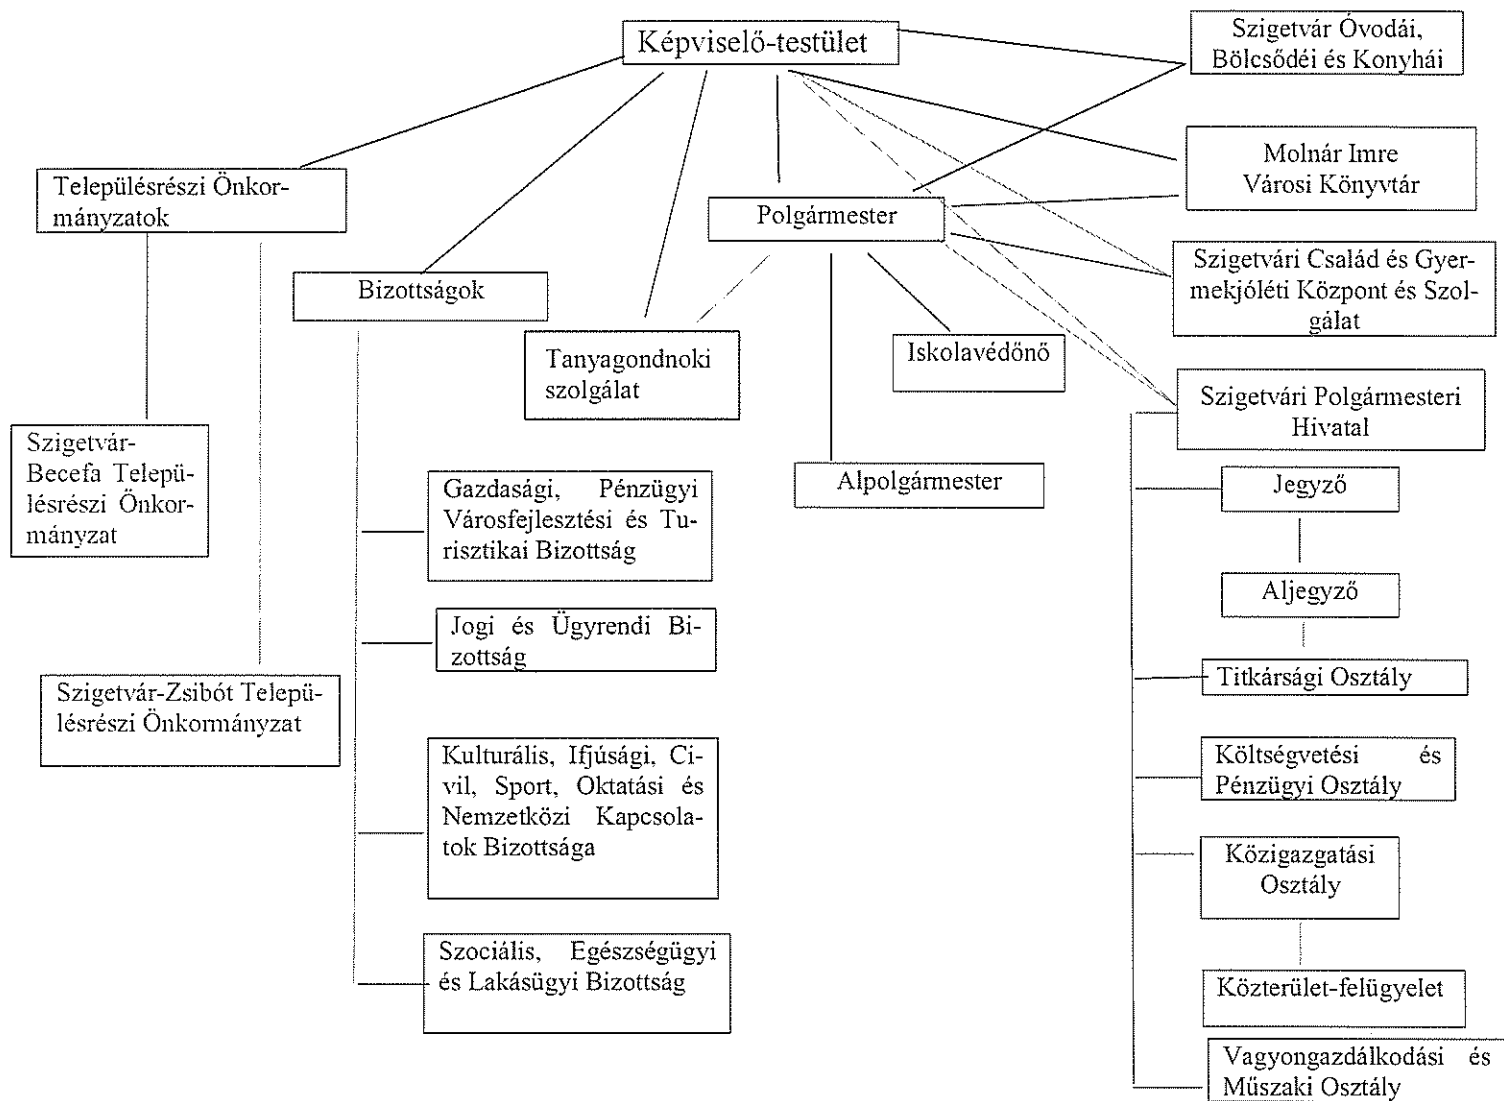 Képviselő-testület
Szigetvár Óvodái,
Bölcsődéi és Konyhái
Molnár Imre
Városi Könyvtár
Településrészi Önkor-
mányzatok
Polgármester
Szigetvári Család és Gyer-
mekjóléti Központ és Szol-
gálat
Bizottságok
Tanyagondnoki
szolgálat
Iskolavédőnő
Szigetvári Polgármesteri
Hivatal
Szigetvár-
Becefa Telepü-
lésrészi Önkor-
mányzat
Alpolgármester
Gazdasági, Pénzügyi
Városfejlesztési és Tu-
risztikai Bizottság
Jegyző
Aljegyző
Jogi és Ügyrendi Bi-
zottság
Szigetvár-Zsibót Telepü-
lésrészi Önkormányzat
Titkársági Osztály
Kulturális, Ifjúsági, Ci-
vil, Sport, Oktatási és
Nemzetközi Kapcsola-
tok Bizottsága
Költségvetési és
Pénzügyi Osztály
Közigazgatási
Osztály
Szociális, Egészségügyi
és Lakásügyi Bizottság
Közterület-felügyelet
Vagyongazdálkodási és
Műszaki Osztály